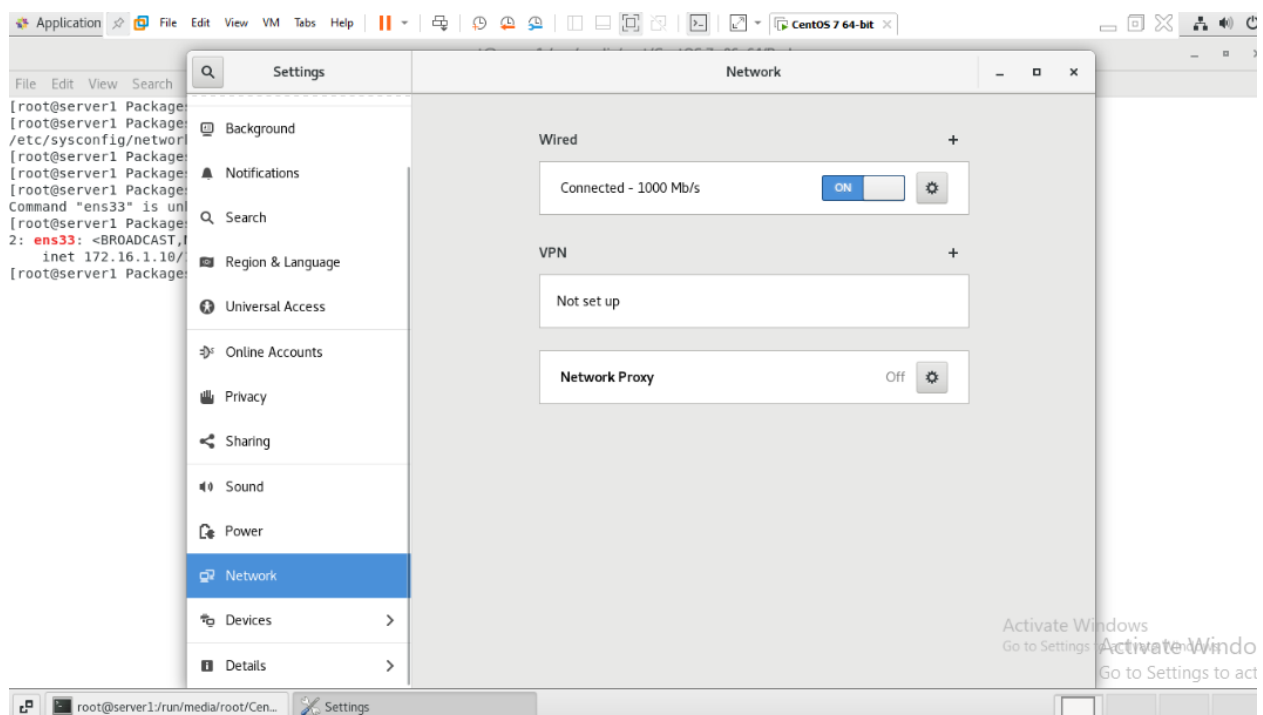 Application File Edit View VM Tabs Help CentOS 7 64-bit
Settings
Network
File Edit View Search
[root@server1 Package
[root@server1 Package
/etc/sysconfig/networ
[root@server1 Package
[root@server1 Package
[root@server1 Package
Command "ens33" is un
[root@server1 Package
2: ens33: <BROADCAST,
inet 172.16.1.10/
[root@server1 Package
Background
Notifications
Search
Region & Language
Universal Access
Online Accounts
Privacy
Sharing
Sound
Power
Network
Devices
Details
Wired +
Connected - 1000 Mb/s ON
VPN +
Not set up
Network Proxy Off
Activate Windows
Go to Settings
Activate Windo
Go to Settings to act
root@server1:/run/media/root/Cen... Settings